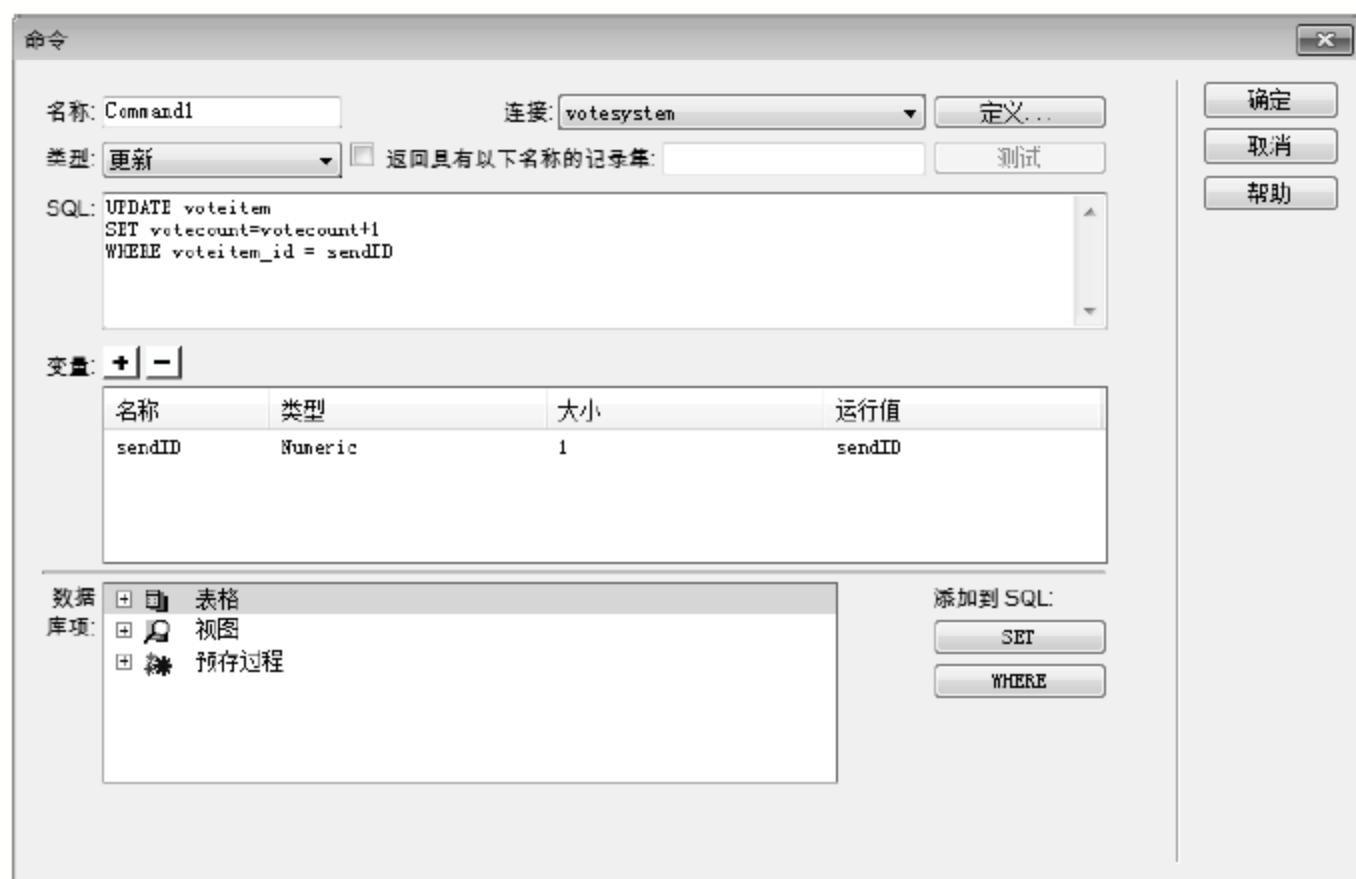 命令
名称: Command1 连接: votesystem 定义...
类型: 更新 返回具有以下名称的记录集: 测试
SQL: UPDATE voteitem
SET votecount=votecount+1
WHERE voteitem_id = sendID
变量: + −
名称 类型 大小 运行值
sendID Numeric 1 sendID
数据库项:
表格
视图
预存过程
添加到 SQL:
SET
WHERE
确定
取消
帮助